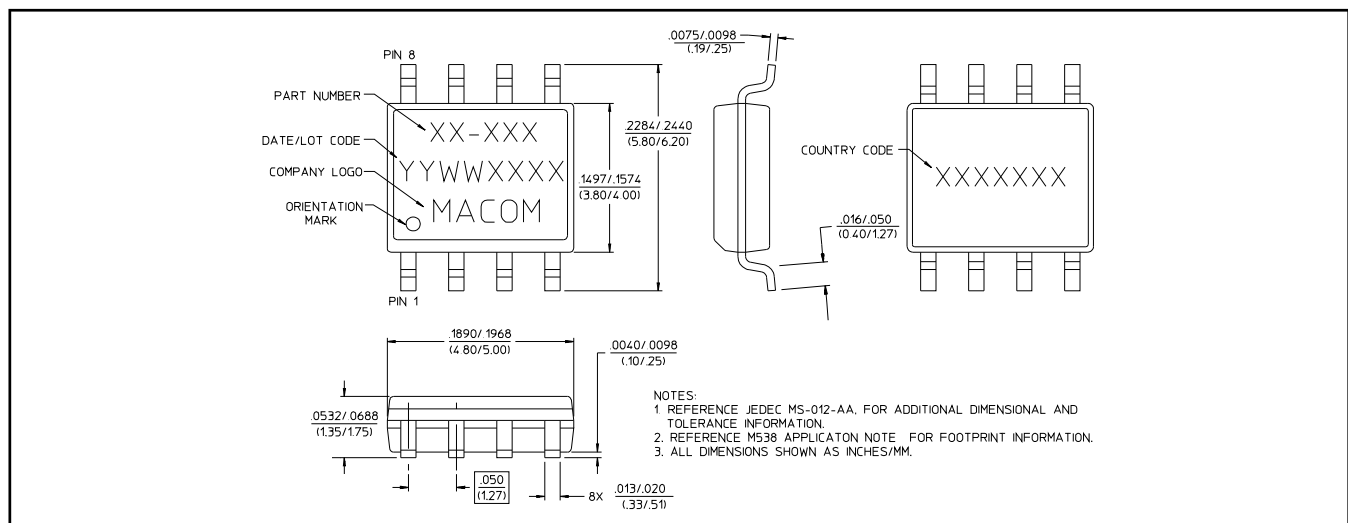 PIN 8
PART NUMBER
XX-XXX
DATE/LOT CODE
YYWWXXXX
COMPANY LOGO
MACOM
ORIENTATION
MARK
PIN 1
.2284/.2440
(5.80/6.20)
.1497/.1574
(3.80/4.00)
.0075/.0098
(.19/.25)
.016/.050
(0.40/1.27)
COUNTRY CODE
XXXXXXX
.1890/.1968
(4.80/5.00)
.0040/.0098
(.10/.25)
.0532/.0688
(1.35/1.75)
.050
(1.27)
8X .013/.020
(.33/.51)
NOTES:
1. REFERENCE JEDEC MS-012-AA, FOR ADDITIONAL DIMENSIONAL AND
TOLERANCE INFORMATION.
2. REFERENCE M538 APPLICATON NOTE FOR FOOTPRINT INFORMATION.
3. ALL DIMENSIONS SHOWN AS INCHES/MM.